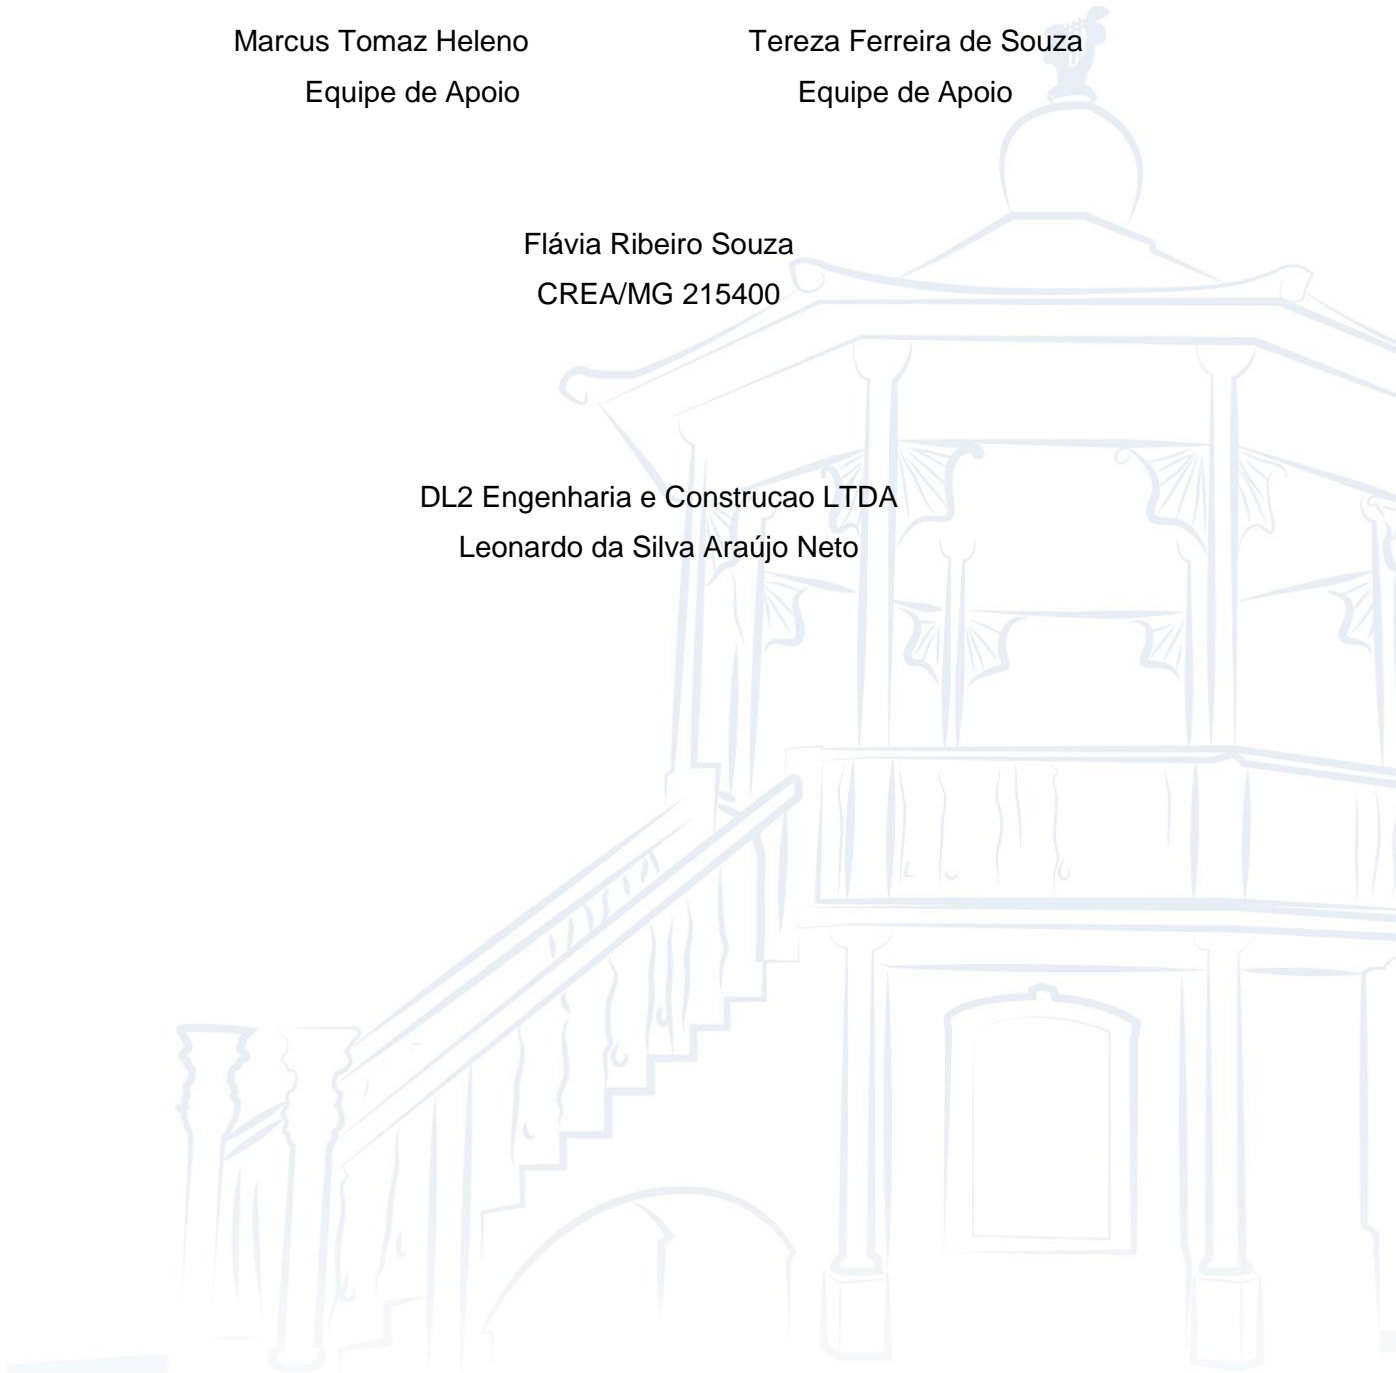 Marcus Tomaz Heleno Tereza Ferreira de Souza
Equipe de Apoio Equipe de Apoio
Flávia Ribeiro Souza
CREA/MG 215400
DL2 Engenharia e Construcao LTDA
Leonardo da Silva Araújo Neto